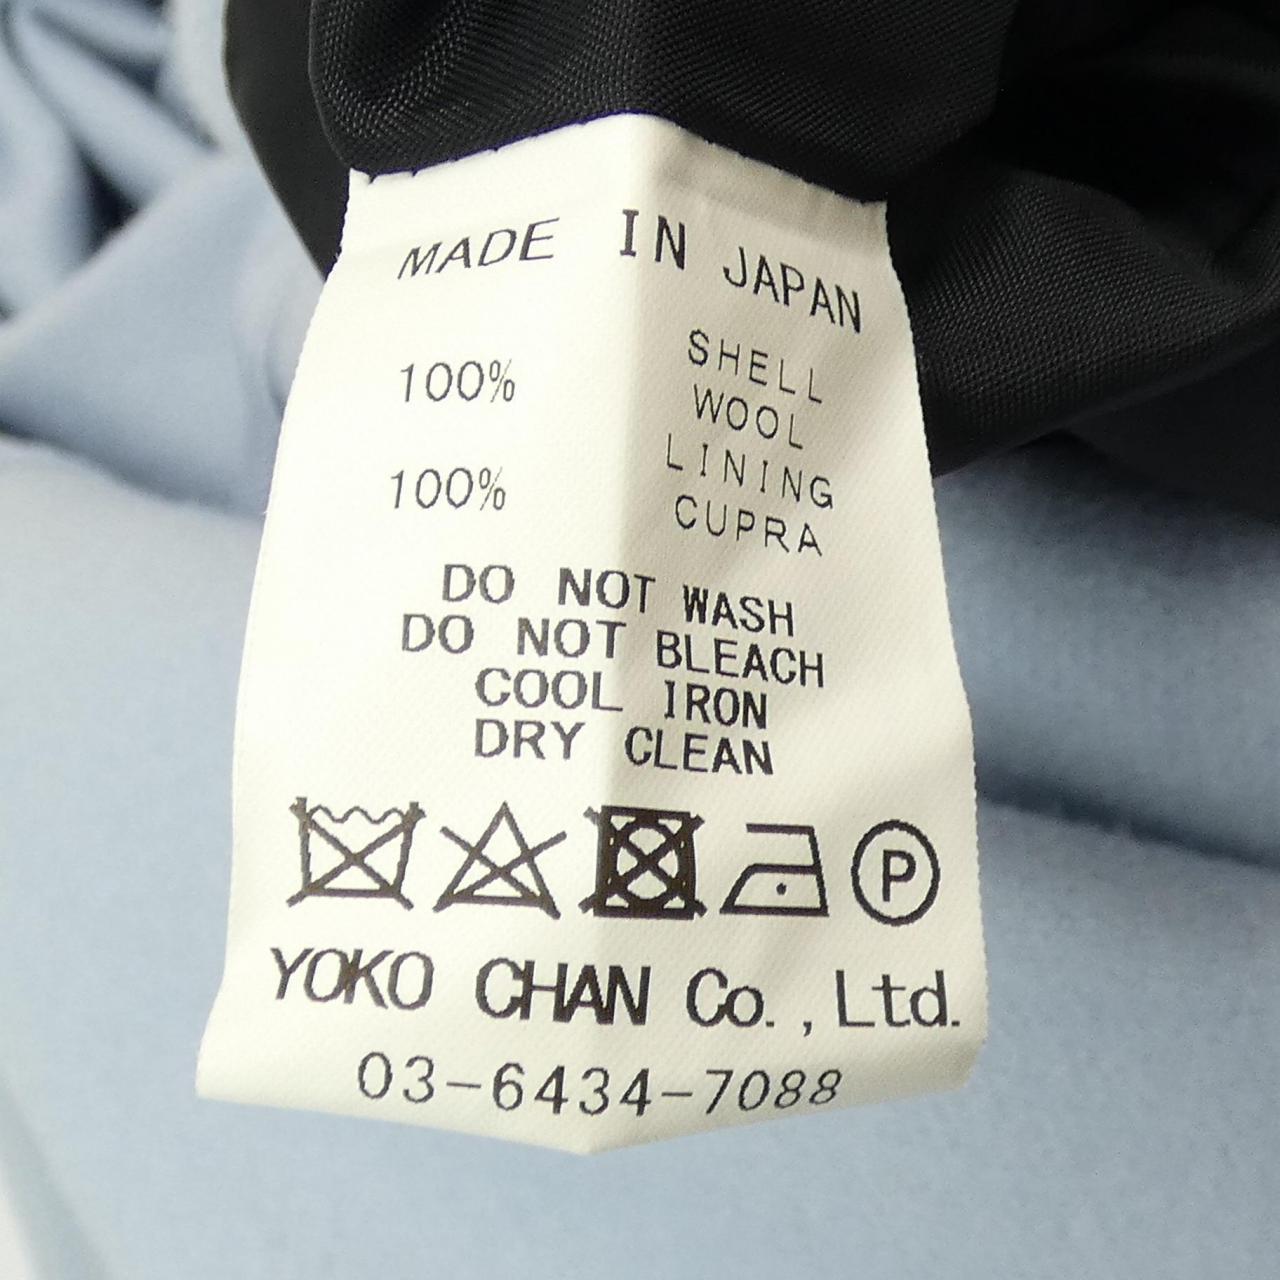 MADE IN JAPAN
SHELL
100% WOOL
LINING
100% CUPRA
DO NOT WASH
DO NOT BLEACH
COOL IRON
DRY CLEAN
P
YOKO CHAN Co., Ltd.
03-6434-7088